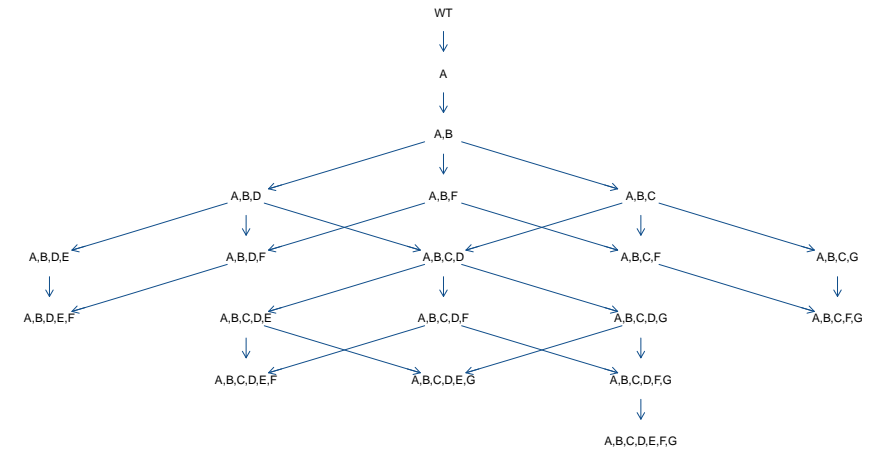 WT
A
A,B
A,B,D
A,B,F
A,B,C
A,B,D,E
A,B,D,F
A,B,C,D
A,B,C,F
A,B,C,G
A,B,D,E,F
A,B,C,D,E
A,B,C,D,F
A,B,C,D,G
A,B,C,F,G
A,B,C,D,E,F
A,B,C,D,E,G
A,B,C,D,F,G
A,B,C,D,E,F,G